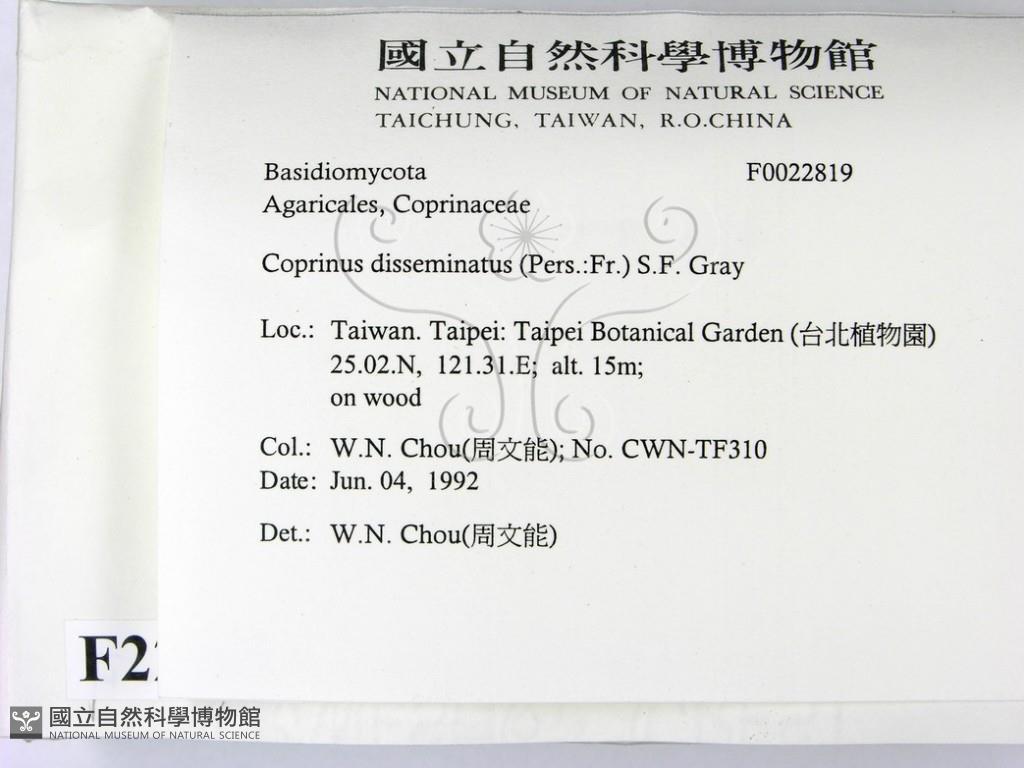 國立自然科學博物館
NATIONAL MUSEUM OF NATURAL SCIENCE
TAICHUNG, TAIWAN, R.O.CHINA
Basidiomycota F0022819
Agaricales, Coprinaceae
Coprinus disseminatus (Pers.:Fr.) S.F. Gray
Loc.: Taiwan. Taipei: Taipei Botanical Garden (台北植物園)
25.02.N, 121.31.E; alt. 15m;
on wood
Col.: W.N. Chou(周文能); No. CWN-TF310
Date: Jun. 04, 1992
Det.: W.N. Chou(周文能)
F22
國立自然科學博物館
NATIONAL MUSEUM OF NATURAL SCIENCE